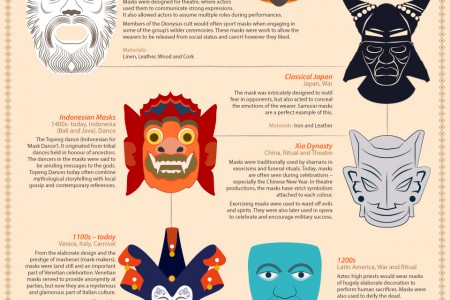 Masks were designed for theatre, where actors
used them to communicate strong expressions.
It also allowed actors to assume multiple roles during performances.
Members of the Dionysus cult would often sport masks when engaging in
some of the group's wilder ceremonies. These masks were work to allow the
wearers to be released from social status and cavort however they liked.
Materials:
Linen, Leather, Wood and Cork
Classical Japan
Japan, War
The mask was intricately designed to instill
fear in opponents, but also acted to conceal
the emotions of the wearer. Samurai masks
are a perfect example of this.
Materials: Iron and Leather
Indonesian Masks
1400s- today, Indonesia
(Bali and Java), Dance
The Topeng dance (Indonesian for
Mask Dance'). It originated from tribal
dances held in honour of ancestors.
The dancers in the masks were said to
be sending messages to the gods.
Topeng Dances today often combine
mythological storytelling with local
gossip and contemporary references.
Xia Dynasty
China, Ritual and Theatre
Masks were traditionally used by shamans in
exorcisms and funeral rituals. Today, masks
are often seen during celebrations –
especially the Chinese New Year. In theatre
productions, the masks have strict symbolism
attached to each colour.
Exorcising masks were used to ward off evils
and spirits. They were also later used in opera
to celebrate and encourage military success.
1100s – today
Venice, Italy, Carnival
From the elaborate design and the
prestige of mascherari (mask-makers),
masks were (and still are) an important
part of Venetian celebration. Venetian
masks served to provide anonymity at
parties, but now they are a mysterious
and glamorous part of Italian culture.
1200s
Latin America, War and Ritual
Aztec high priests would wear masks
of hugely elaborate decoration to
perform human sacrifices. Masks were
also used to defy the dead.